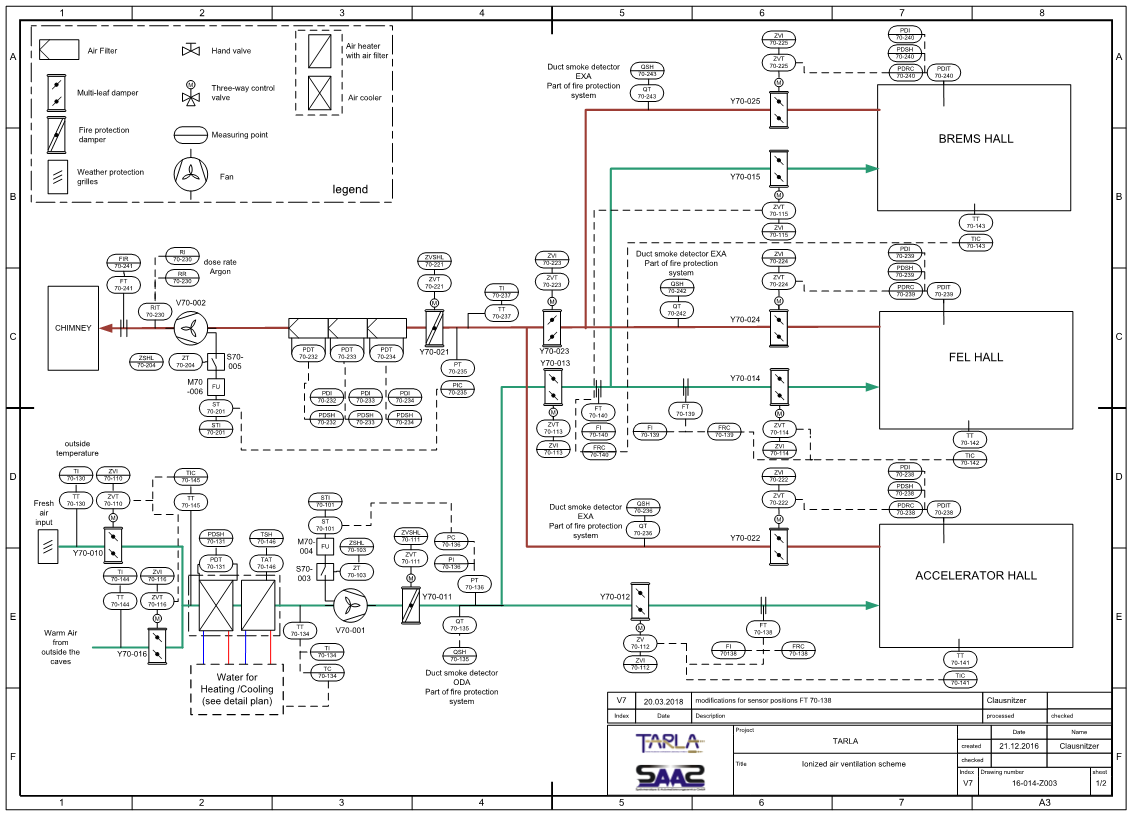 1 2 3 4 5 6 7 8
A
B
C
D
E
F
Air Filter
Hand valve
Air heater
with air filter
Multi-leaf damper
M
Three-way control
valve
Air cooler
Fire protection
damper
Measuring point
Weather protection
grilles
Fan
legend
Duct smoke detector
EXA
Part of fire protection
system
QSH
70-243
QT
70-243
ZVI
70-225
ZVT
70-225
M
Y70-025
PDI
70-240
PDSH
70-240
PDRC
70-240
PDIT
70-240
BREMS HALL
Y70-015
M
ZVT
70-115
ZVI
70-115
TT
70-143
TIC
70-143
FIR
70-241
FT
70-241
RI
70-230
RR
70-230
dose rate
Argon
RIT
70-230
V70-002
CHIMNEY
ZSHL
70-204
ZT
70-204
S70-
005
M70
-006
FU
ST
70-201
STI
70-201
PDT
70-232
PDT
70-233
PDT
70-234
PDI
70-232
PDI
70-233
PDI
70-234
PDSH
70-232
PDSH
70-233
PDSH
70-234
ZVSHL
70-221
ZVT
70-221
M
Y70-021
TI
70-237
TT
70-237
PT
70-235
PIC
70-235
ZVI
70-223
ZVT
70-223
M
Y70-023
Y70-013
M
ZVT
70-113
ZVI
70-113
Duct smoke detector EXA
Part of fire protection
system
QSH
70-242
QT
70-242
ZVI
70-224
ZVT
70-224
M
Y70-024
PDI
70-239
PDSH
70-239
PDRC
70-239
PDIT
70-239
FEL HALL
Y70-014
M
ZVT
70-114
ZVI
70-114
FT
70-140
FI
70-140
FRC
70-140
FT
70-139
FI
70-139
FRC
70-139
TT
70-142
TIC
70-142
outside
temperature
TI
70-130
TT
70-130
ZVI
70-110
ZVT
70-110
M
Fresh
air
input
Y70-010
TIC
70-145
TT
70-145
TI
70-144
TT
70-144
ZVI
70-116
ZVT
70-116
M
Warm Air
from
outside the
caves
Y70-016
PDSH
70-131
PDT
70-131
TSH
70-146
TAT
70-146
STI
70-101
ST
70-101
M70
004
FU
S70-
003
ZSHL
70-103
ZT
70-103
V70-001
TT
70-134
TI
70-134
TC
70-134
Water for
Heating /Cooling
(see detail plan)
ZVSHL
70-111
ZVT
70-111
M
Y70-011
PC
70-136
PI
70-136
PT
70-136
QT
70-135
QSH
70-135
Duct smoke detector
ODA
Part of fire protection
system
Duct smoke detector
EXA
Part of fire protection
system
QSH
70-236
QT
70-236
ZVI
70-222
ZVT
70-222
M
Y70-022
PDI
70-238
PDSH
70-238
PDRC
70-238
PDIT
70-238
ACCELERATOR HALL
Y70-012
M
ZV
70-112
ZVI
70-112
FT
70-138
FI
70138
FRC
70-138
TT
70-141
TIC
70-141
V7 20.03.2018 modifications for sensor positions FT 70-138 Clausnitzer
Index Date Description processed checked
TARLA
SAAS
Project
TARLA
Title
Ionized air ventilation scheme
Date Name
created 21.12.2016 Clausnitzer
checked
Index Drawing number sheet
V7 16-014-Z003 1/2
A
B
C
D
E
F
1 2 3 4 5 6 7 A3